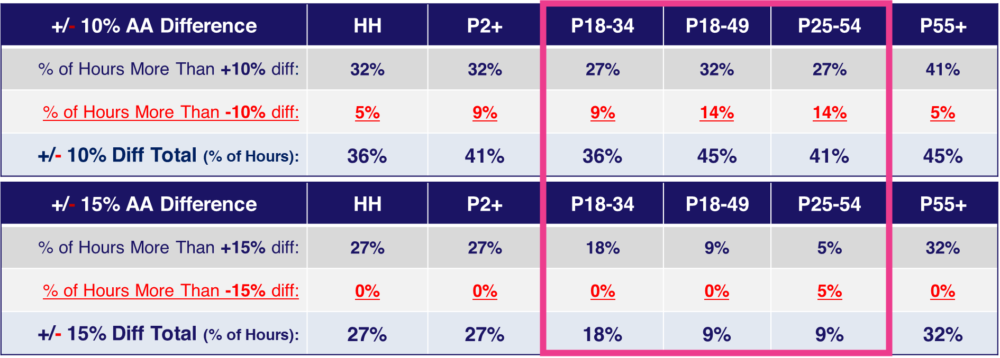 +/- 10% AA Difference HH P2+ P18-34 P18-49 P25-54 P55+
% of Hours More Than +10% diff: 32% 32% 27% 32% 27% 41%
% of Hours More Than -10% diff: 5% 9% 9% 14% 14% 5%
+/- 10% Diff Total (% of Hours): 36% 41% 36% 45% 41% 45%
+/- 15% AA Difference HH P2+ P18-34 P18-49 P25-54 P55+
% of Hours More Than +15% diff: 27% 27% 18% 9% 5% 32%
% of Hours More Than -15% diff: 0% 0% 0% 0% 5% 0%
+/- 15% Diff Total (% of Hours): 27% 27% 18% 9% 9% 32%